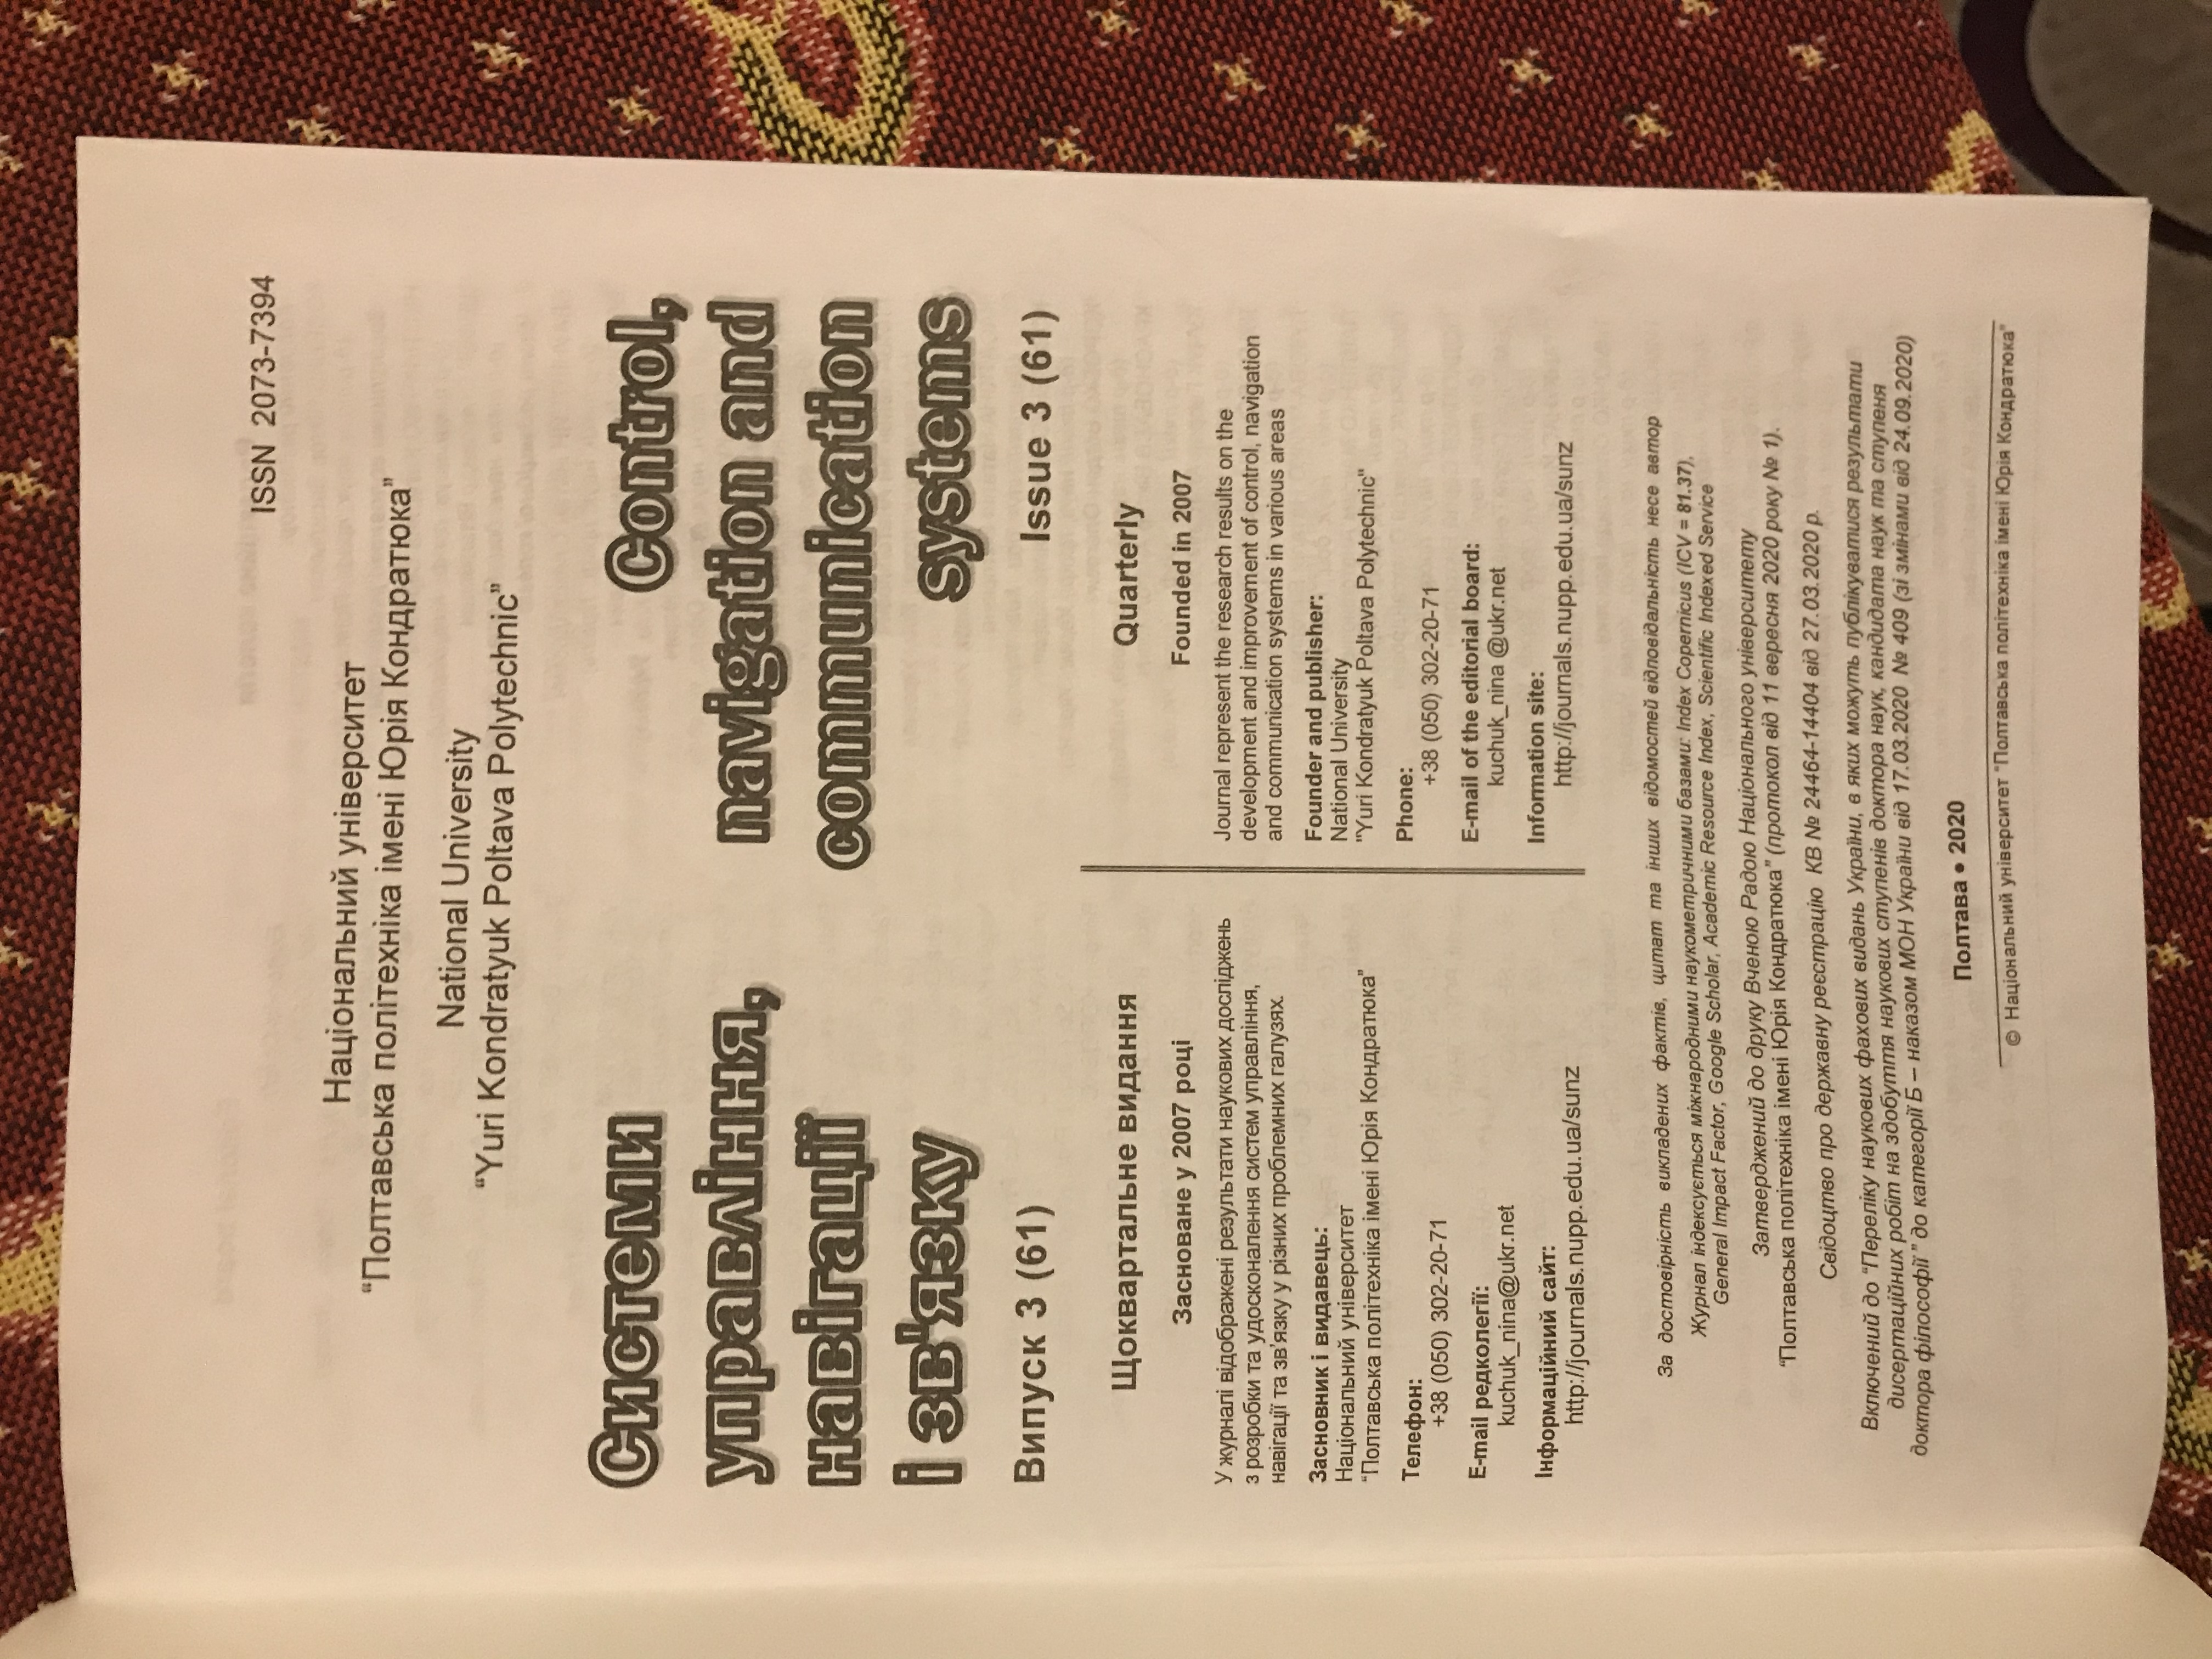 ISSN 2073-7394
Національний університет
“Полтавська політехніка імені Юрія Кондратюка”
National University
“Yuri Kondratyuk Poltava Polytechnic”
Системи
управління,
навігації
і зв'язку
Випуск 3 (61)
Control,
navigation and
communication
systems
Issue 3 (61)
Щоквартальне видання
Засноване у 2007 році
У журналі відображені результати наукових досліджень
з розробки та удосконалення систем управління,
навігації та зв’язку у різних проблемних галузях.
Засновник і видавець:
Національний університет
“Полтавська політехніка імені Юрія Кондратюка”
Телефон:
+38 (050) 302-20-71
E-mail редколегії:
kuchuk_nina@ukr.net
Інформаційний сайт:
http://journals.nupp.edu.ua/sunz
Quarterly
Founded in 2007
Journal represent the research results on the
development and improvement of control, navigation
and communication systems in various areas
Founder and publisher:
National University
"Yuri Kondratyuk Poltava Polytechnic"
Phone:
+38 (050) 302-20-71
E-mail of the editorial board:
kuchuk_nina @ukr.net
Information site:
http://journals.nupp.edu.ua/sunz
За достовірність викладених фактів, цитат та інших відомостей відповідальність несе автор
Журнал індексується міжнародними наукометричними базами: Index Copernicus (ICV = 81.37),
General Impact Factor, Google Scholar, Academic Resource Index, Scientific Indexed Service
Затверджений до друку Вченою Радою Національного університету
“Полтавська політехніка імені Юрія Кондратюка” (протокол від 11 вересня 2020 року № 1).
Свідоцтво про державну реєстрацію КВ № 24464-14404 від 27.03.2020 р.
Включений до “Переліку наукових фахових видань України, в яких можуть публікуватися результати
дисертаційних робіт на здобуття наукових ступенів доктора наук, кандидата наук та ступеня
доктора філософії ” до категорії Б – наказом МОН України від 17.03.2020 № 409 (зі змінами від 24.09.2020)
Полтава • 2020
© Національний університет “Полтавська політехніка імені Юрія Кондратюка”